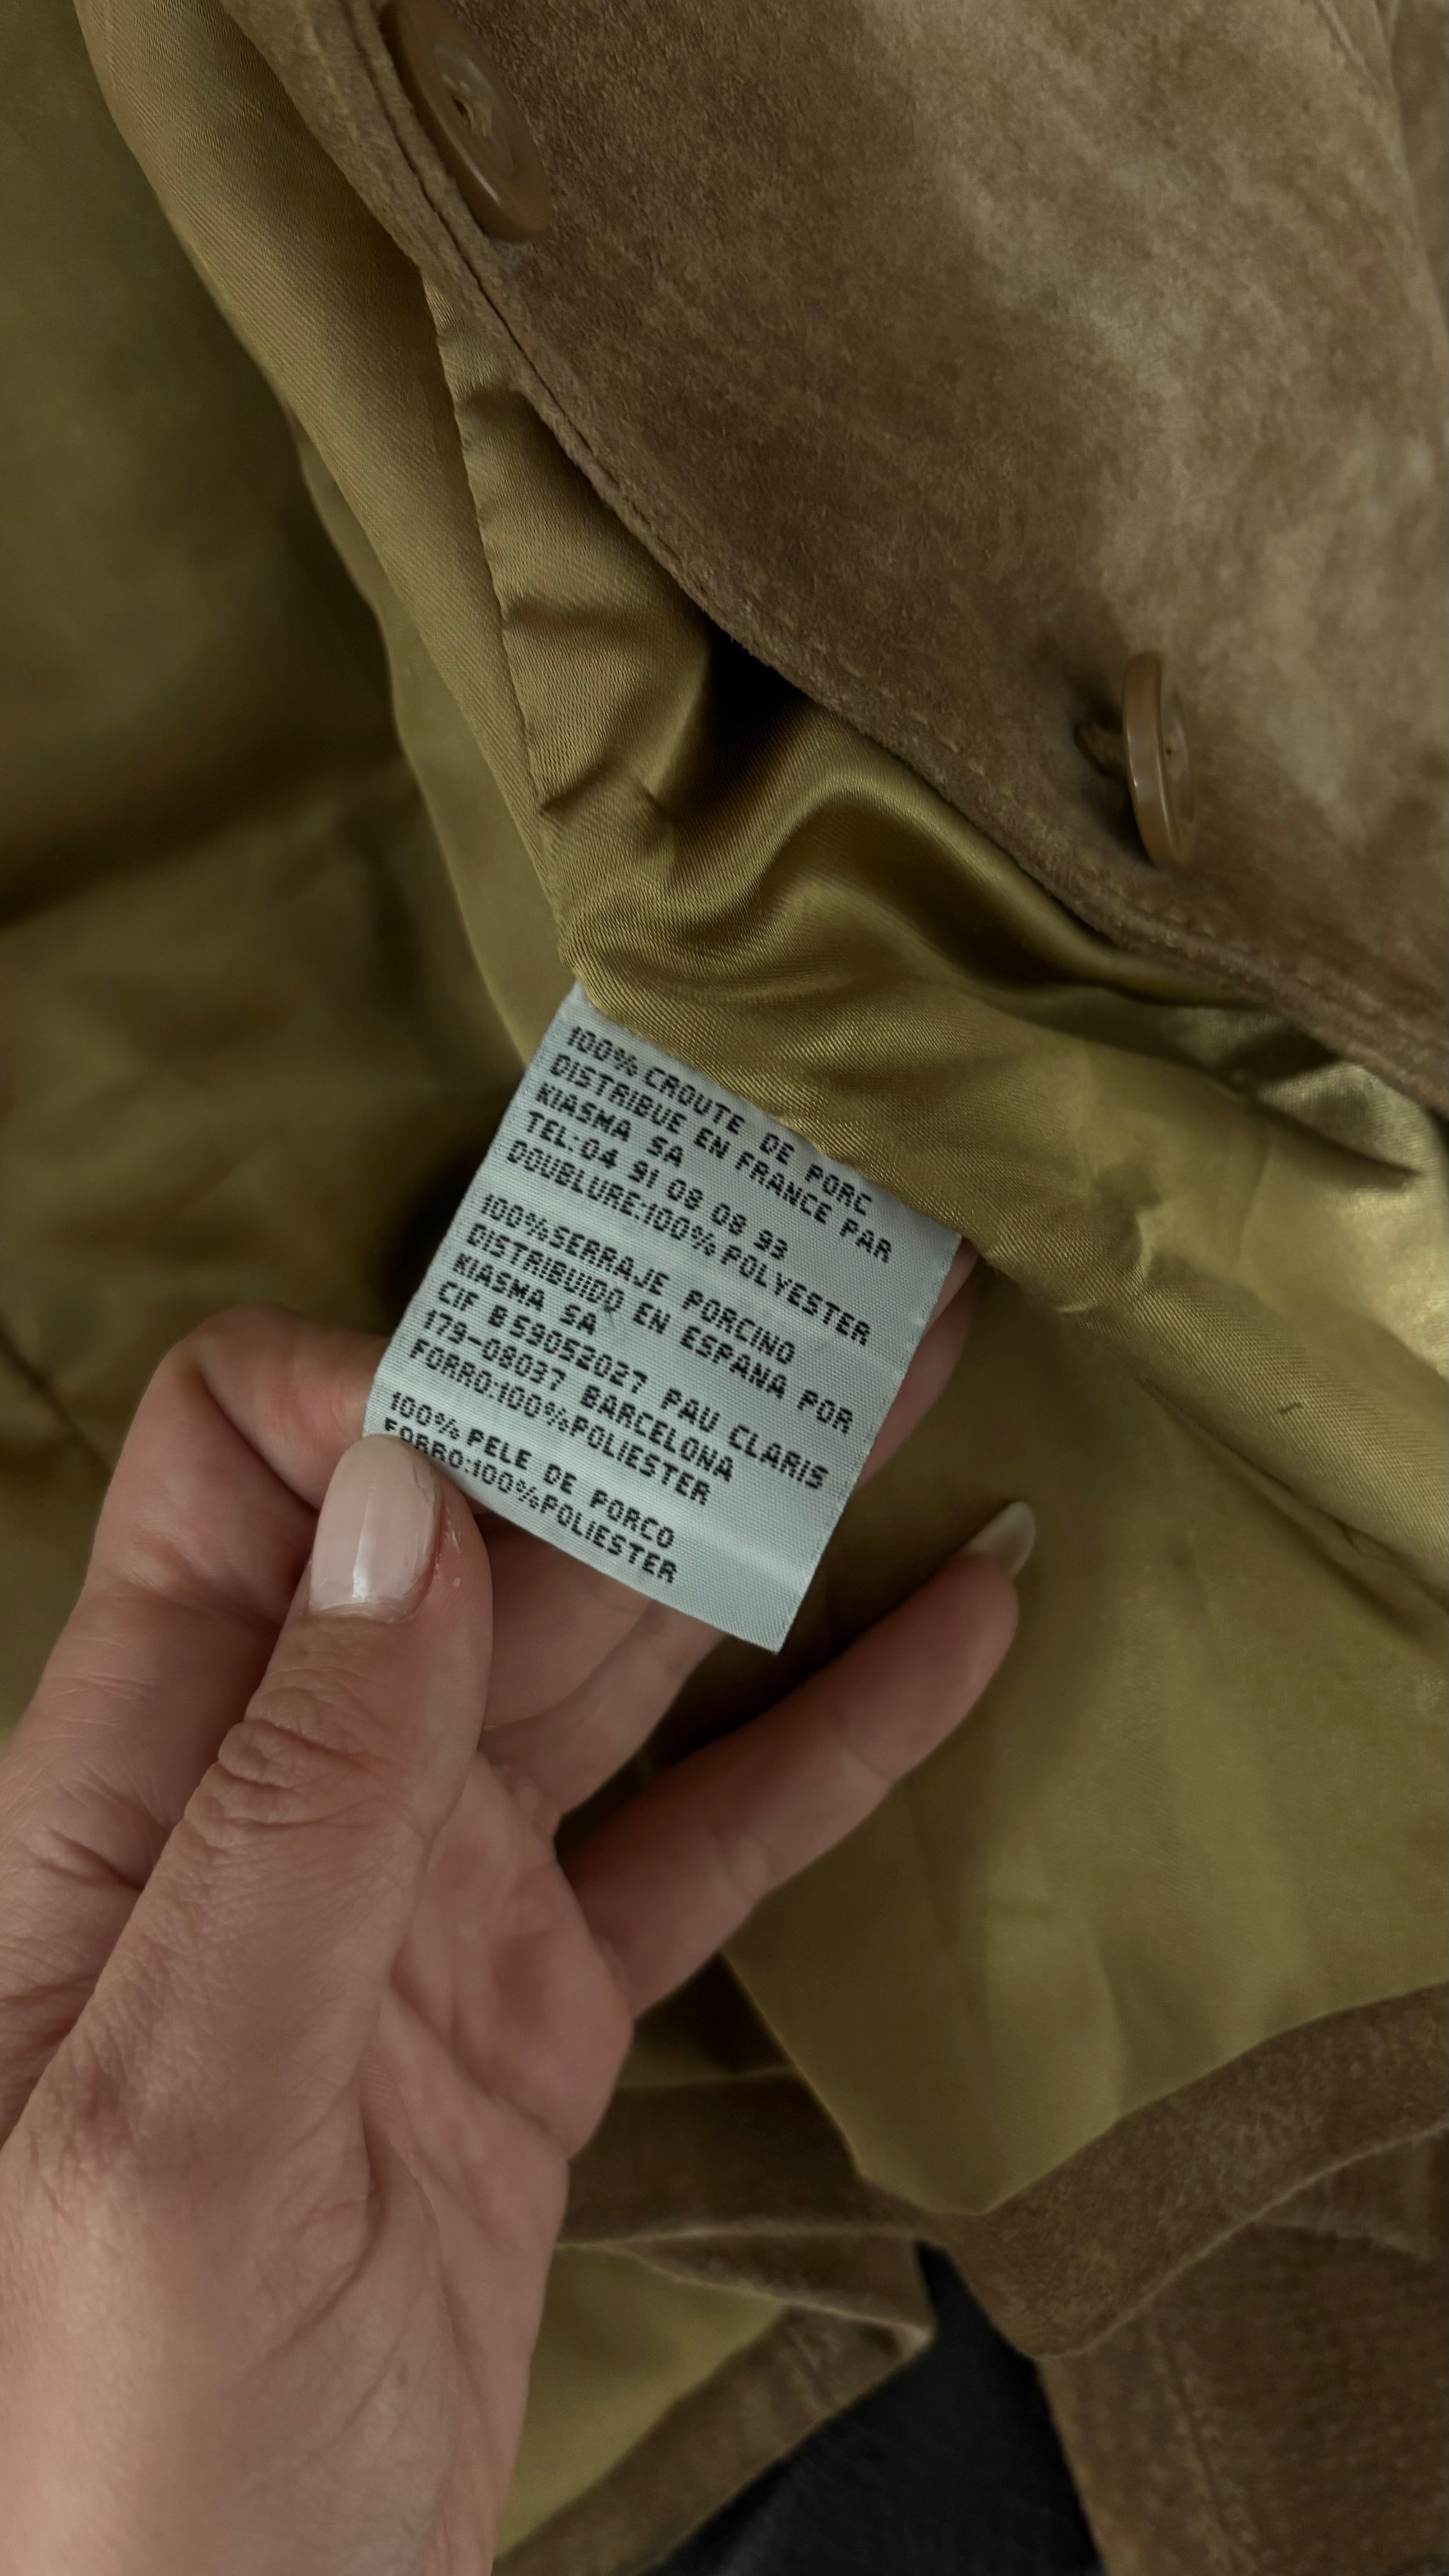 100% CROUTE DE PORC
DISTRIBUE EN FRANCE PAR
KIASMA SA
TEL:04 91 08 08 93
DOUBLURE:100% POLYESTER
100%SERRAJE PORCINO
DISTRIBUIDO EN ESPANA POR
KIASMA SA
CIF B59052027 PAU CLARIS
179-08037 BARCELONA
FORRO:100%POLIESTER
100% PELE DE PORCO
FORRO:100%POLIESTER